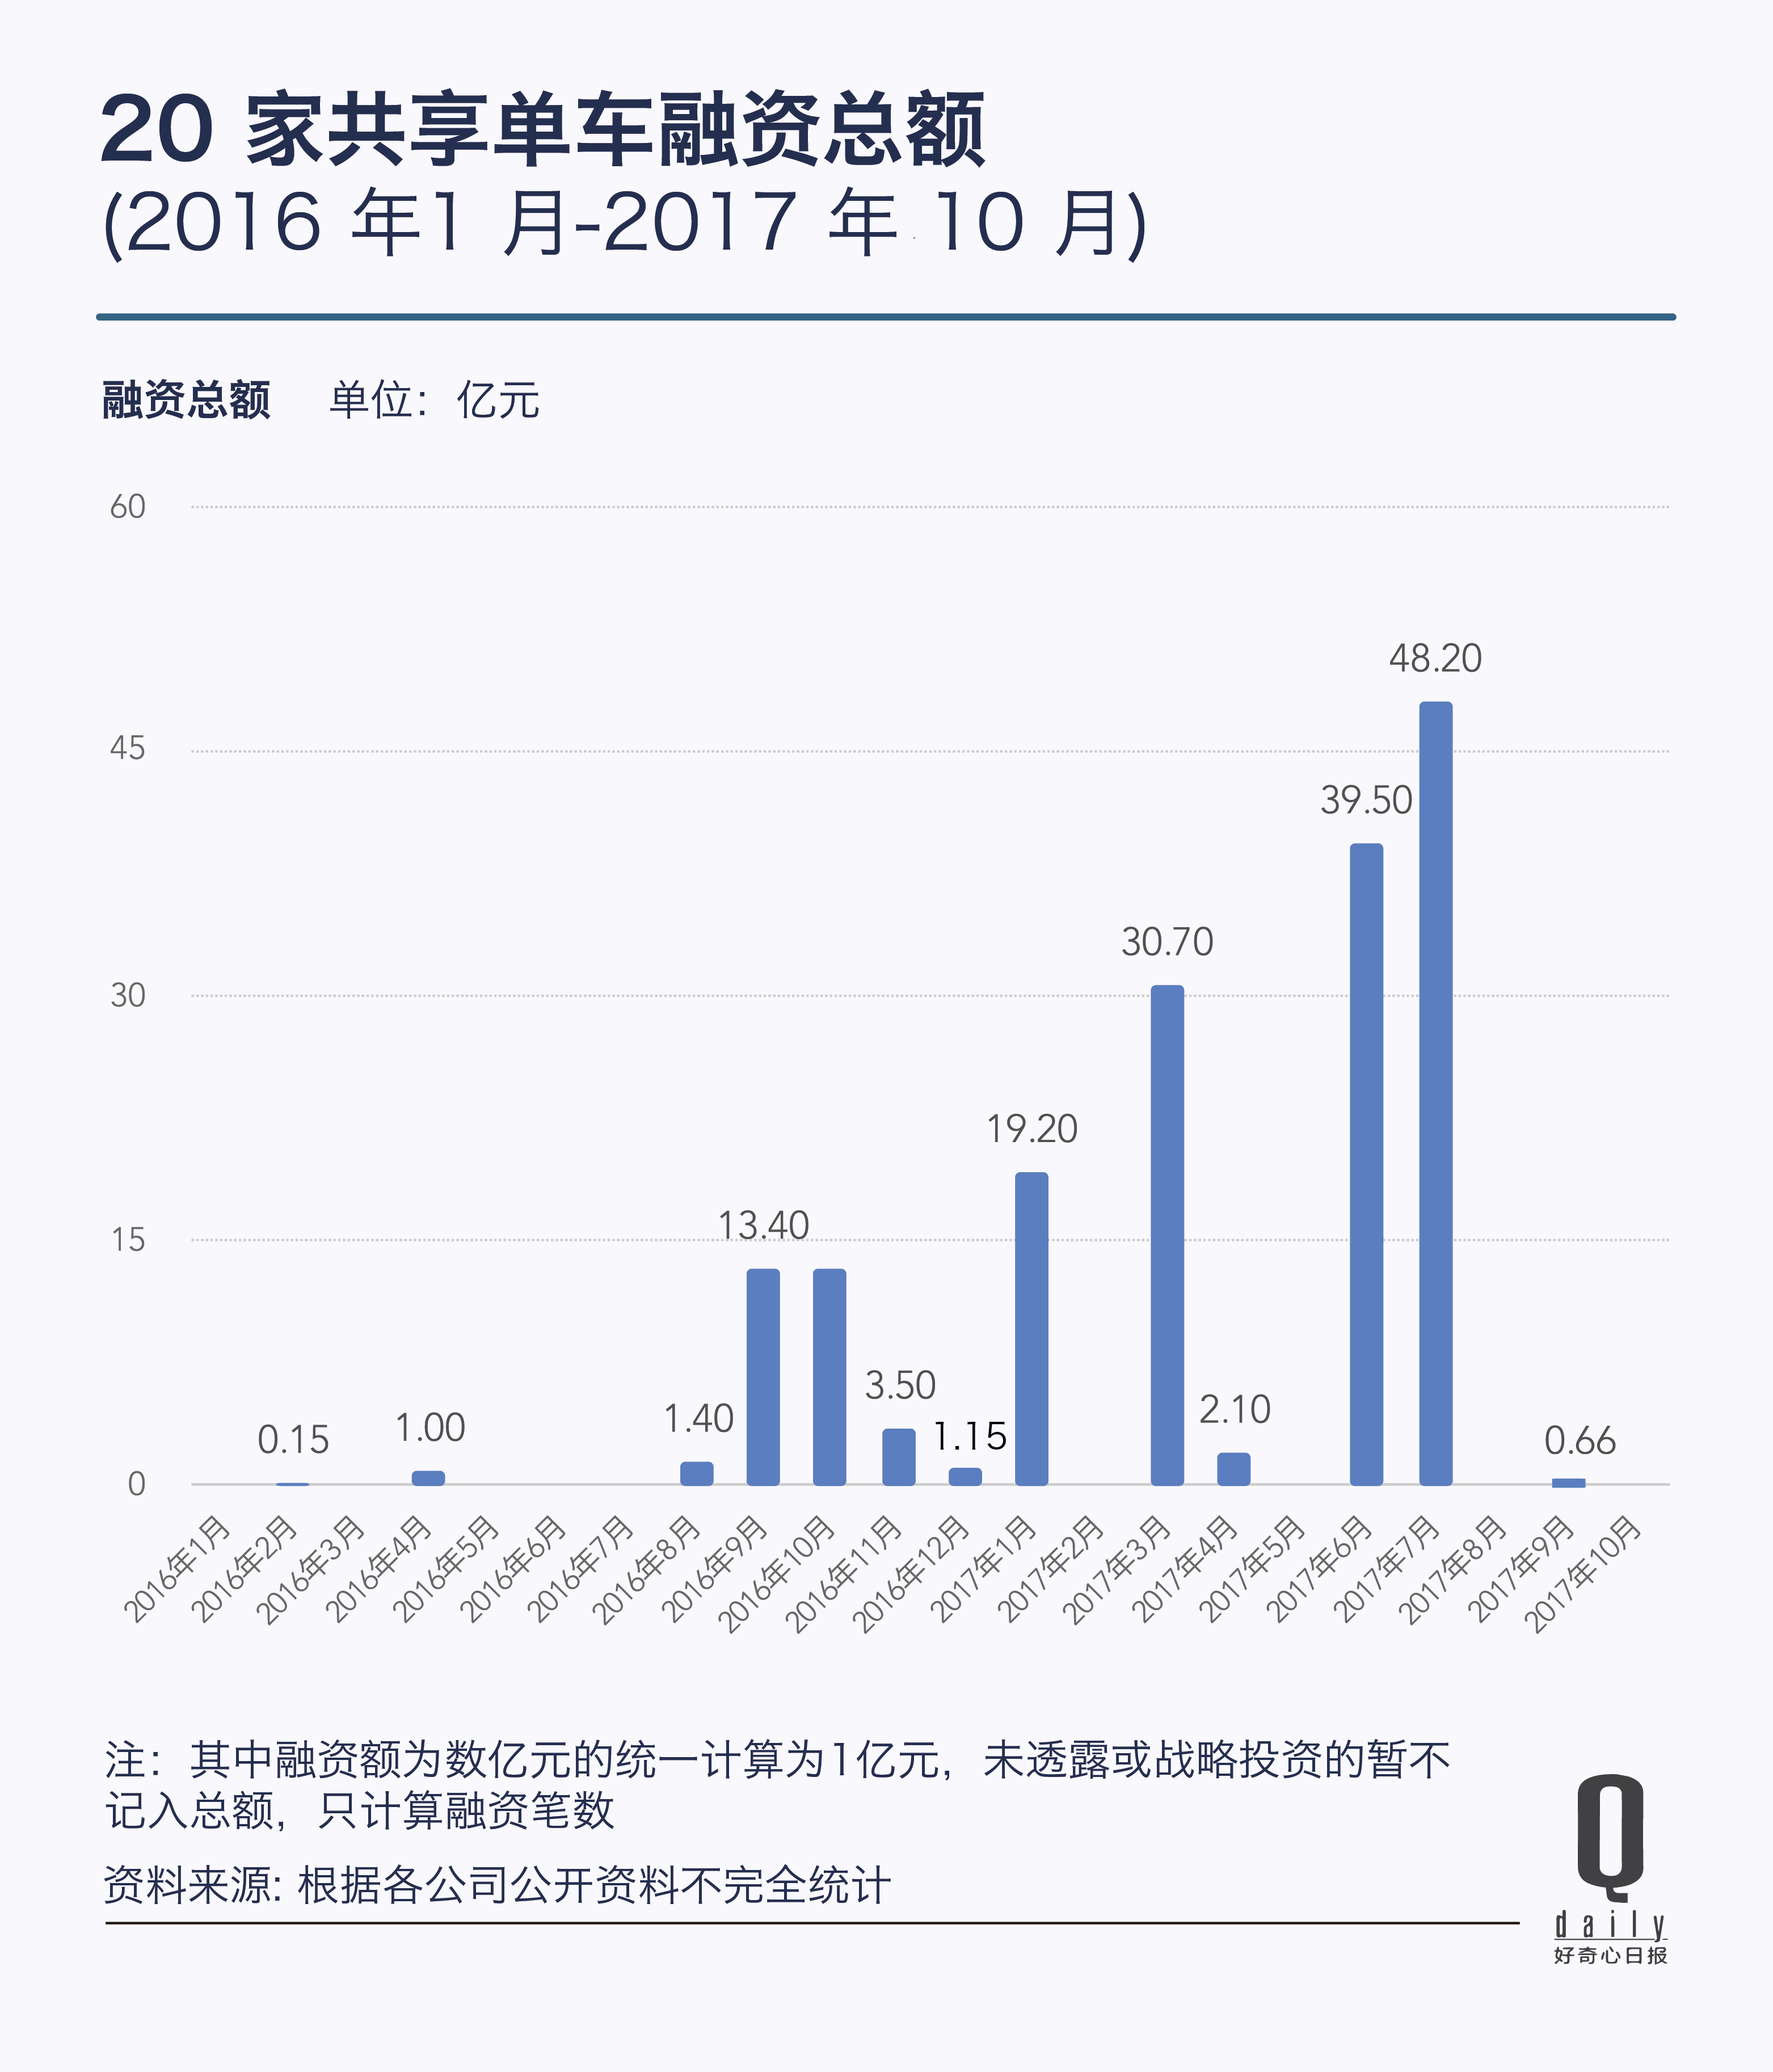 20 家共享单车融资总额
(2016 年1 月-2017 年 10 月)
融资总额 单位：亿元
60
45
30
15
0
0.15
1.00
1.40
13.40
3.50
1.15
19.20
30.70
2.10
39.50
48.20
0.66
2016年1月
2016年2月
2016年3月
2016年4月
2016年5月
2016年6月
2016年7月
2016年8月
2016年9月
2016年10月
2016年11月
2016年12月
2017年1月
2017年2月
2017年3月
2017年4月
2017年5月
2017年6月
2017年7月
2017年8月
2017年9月
2017年10月
注：其中融资额为数亿元的统一计算为1亿元，未透露或战略投资的暂不
记入总额，只计算融资笔数
资料来源: 根据各公司公开资料不完全统计
Q
daily
好奇心日报